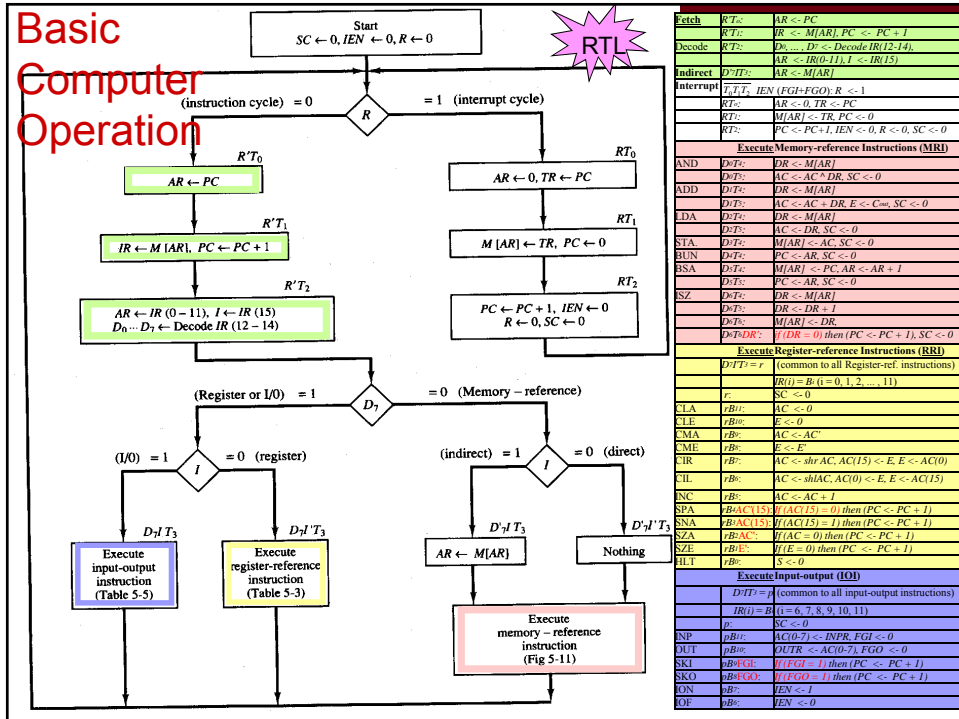 Basic
Computer
Operation
Start
SC ← 0, IEN ← 0, R ← 0
RTL
(instruction cycle) = 0
= 1 (interrupt cycle)
R
R'T0
AR ← PC
R'T1
IR ← M [AR], PC ← PC + 1
R'T2
AR ← IR (0 – 11), I ← IR (15)
D0 ... D7 ← Decode IR (12 – 14)
RT0
AR ← 0, TR ← PC
RT1
M [AR] ← TR, PC ← 0
RT2
PC ← PC + 1, IEN ← 0
R ← 0, SC ← 0
(Register or I/0) = 1
= 0 (Memory – reference)
D7
(I/0) = 1
= 0 (register)
I
(indirect) = 1
= 0 (direct)
I
D7I T3
Execute
input-output
instruction
(Table 5-5)
D7I 'T3
Execute
register-reference
instruction
(Table 5-3)
D'7I T3
AR ← M[AR]
D'7I 'T3
Nothing
Execute
memory – reference
instruction
(Fig 5-11)
Fetch R'T0: AR <- PC
R'T1: IR <- M[AR], PC <- PC + 1
Decode R'T2: D0, ... , D7 <- Decode IR(12-14),
AR <- IR(0-11), I <- IR(15)
Indirect D'7IT3: AR <- M[AR]
Interrupt T0'T1'T2' IEN (FGI+FGO): R <- 1
RT0: AR <- 0, TR <- PC
RT1: M[AR] <- TR, PC <- 0
RT2: PC <- PC+1, IEN <- 0, R <- 0, SC <- 0
Execute Memory-reference Instructions (MRI)
AND D0T4: DR <- M[AR]
D0T5: AC <- AC ^ DR, SC <- 0
ADD D1T4: DR <- M[AR]
D1T5: AC <- AC + DR, E <- Cout, SC <- 0
LDA D2T4: DR <- M[AR]
D2T5: AC <- DR, SC <- 0
STA. D3T4: M[AR] <- AC, SC <- 0
BUN D4T4: PC <- AR, SC <- 0
BSA D5T4: M[AR] <- PC, AR <- AR + 1
D5T5: PC <- AR, SC <- 0
ISZ D6T4: DR <- M[AR]
D6T5: DR <- DR + 1
D6T6: M[AR] <- DR,
D6T6DR': if (DR = 0) then (PC <- PC + 1), SC <- 0
Execute Register-reference Instructions (RRI)
D7I'T3 = r (common to all Register-ref. instructions)
IR(i) = Bi (i = 0, 1, 2, ... , 11)
r: SC <- 0
CLA rB11: AC <- 0
CLE rB10: E <- 0
CMA rB9: AC <- AC'
CME rB8: E <- E'
CIR rB7: AC <- shr AC, AC(15) <- E, E <- AC(0)
CIL rB6: AC <- shlAC, AC(0) <- E, E <- AC(15)
INC rB5: AC <- AC + 1
SPA rB4AC'(15): If (AC(15) = 0) then (PC <- PC + 1)
SNA rB3AC(15): If (AC(15) = 1) then (PC <- PC + 1)
SZA rB2AC': If (AC = 0) then (PC <- PC + 1)
SZE rB1E': If (E = 0) then (PC <- PC + 1)
HLT rB0: S <- 0
Execute Input-output (IOI)
D7IT3 = p (common to all input-output instructions)
IR(i) = Bi (i = 6, 7, 8, 9, 10, 11)
p: SC <- 0
INP pB11: AC(0-7) <- INPR, FGI <- 0
OUT pB10: OUTR <- AC(0-7), FGO <- 0
SKI pB9FGI: If (FGI = 1) then (PC <- PC + 1)
SKO pB8FGO: If (FGO = 1) then (PC <- PC + 1)
ION pB7: IEN <- 1
IOF pB6: IEN <- 0